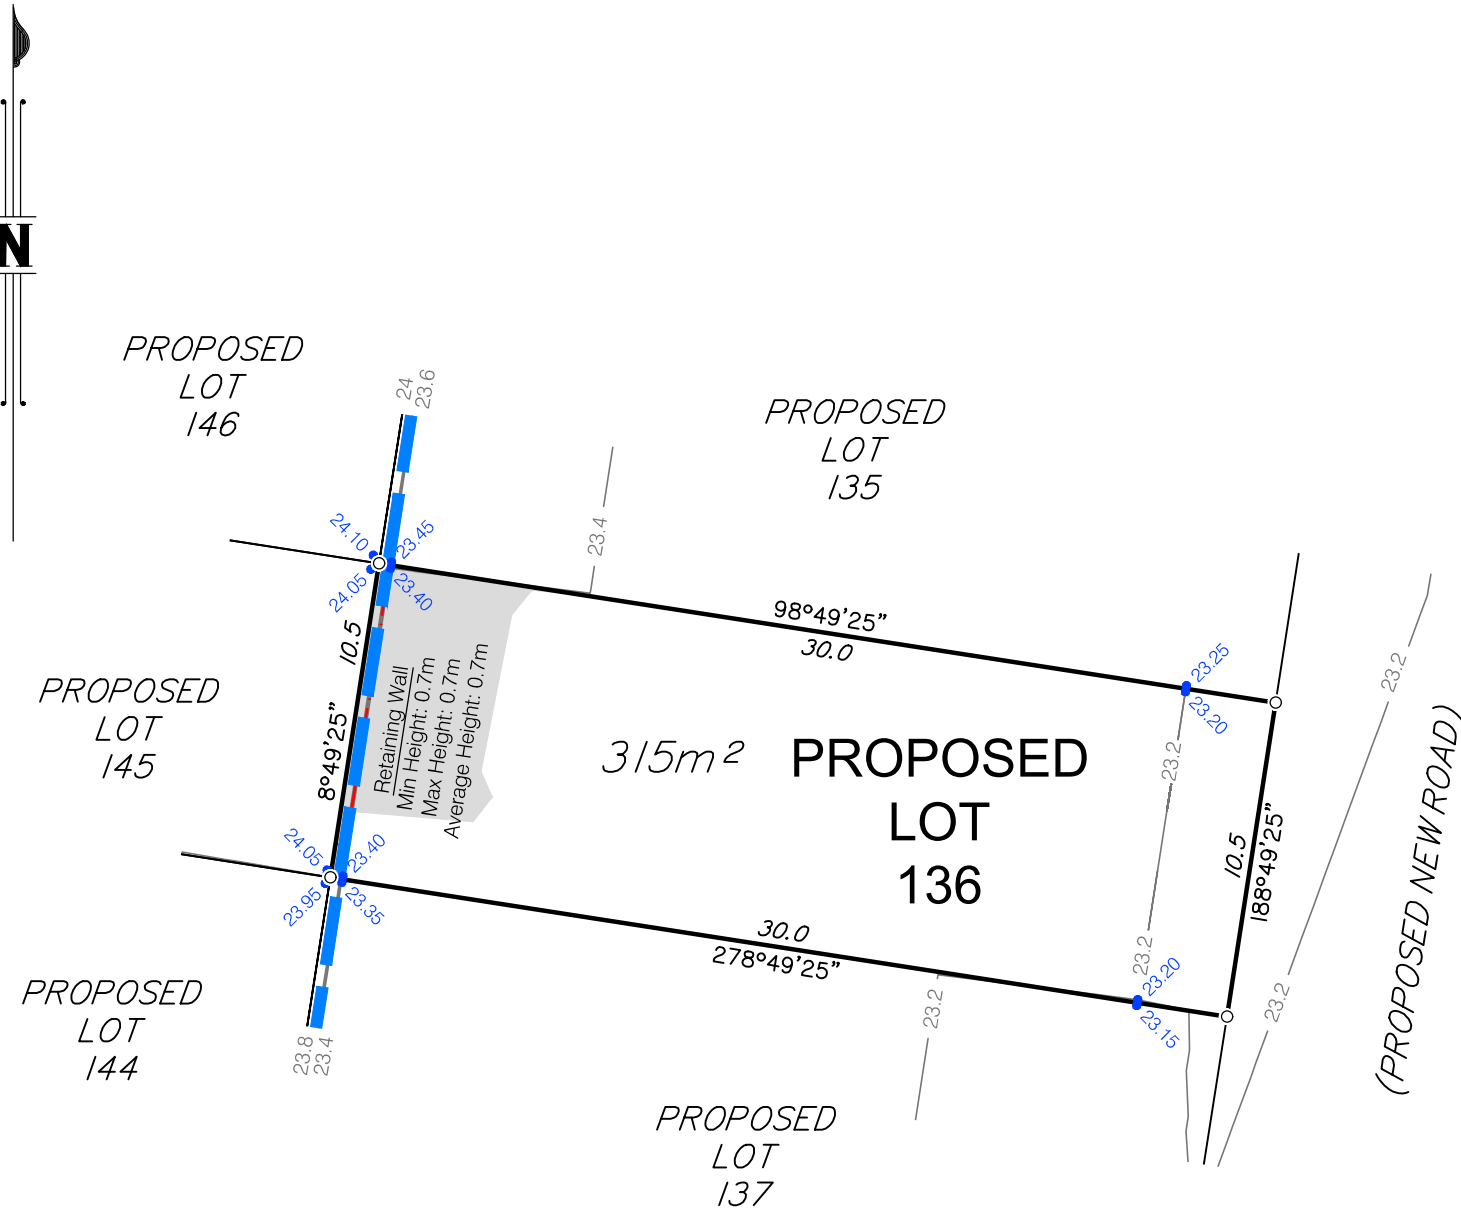 N
PROPOSED
LOT
146
24
23.6
PROPOSED
LOT
135
23.4
24.10
23.45
24.05
23.40
98°49'25"
30.0
10.5
8°49'25"
Retaining Wall
Min Height: 0.7m
Max Height: 0.7m
Average Height: 0.7m
PROPOSED
LOT
145
315m²
PROPOSED
LOT
136
23.25
23.20
23.2
23.2
23.2
10.5
188°49'25"
(PROPOSED NEW ROAD)
24.05
23.40
23.95
23.35
30.0
278°49'25"
23.2
23.20
23.15
23.2
PROPOSED
LOT
144
23.8
23.4
PROPOSED
LOT
137